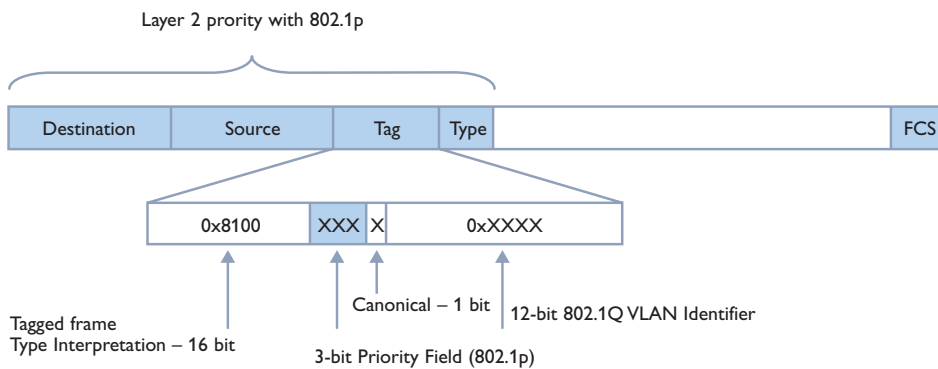 Layer 2 prority with 802.1p
Destination
Source
Tag
Type
FCS
0x8100
XXX
X
0xXXXX
Canonical – 1 bit
12-bit 802.1Q VLAN Identifier
Tagged frame
Type Interpretation – 16 bit
3-bit Priority Field (802.1p)